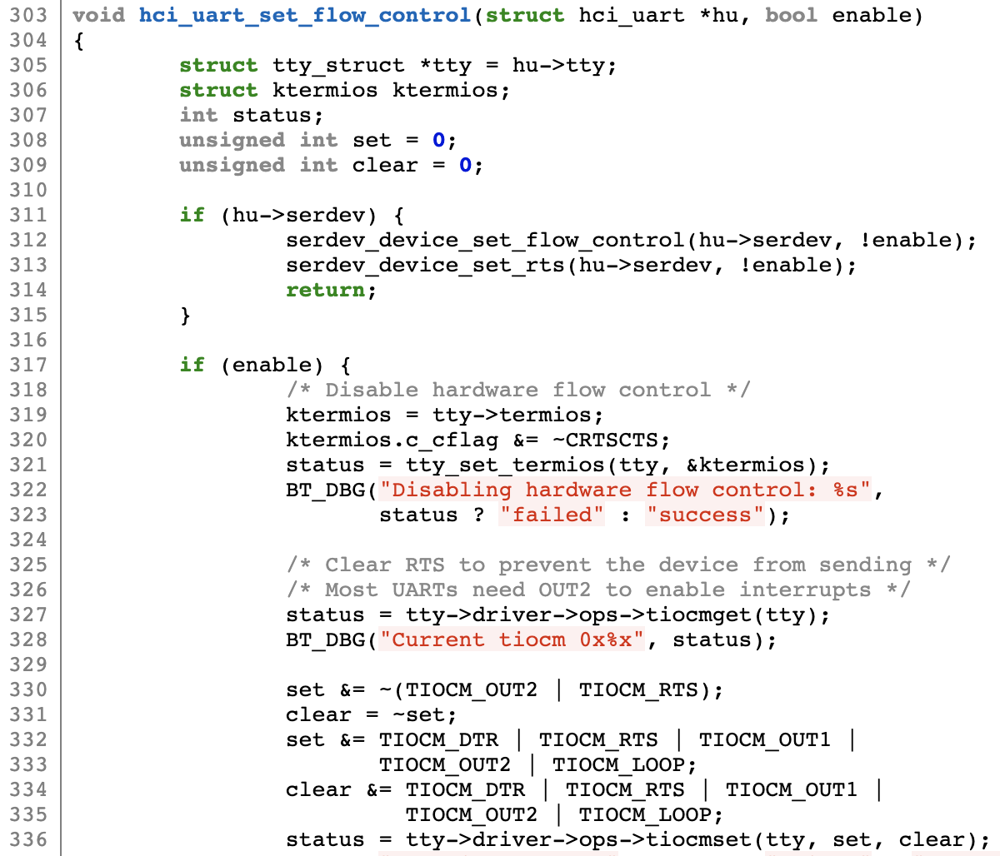 303 void hci_uart_set_flow_control(struct hci_uart *hu, bool enable)
304 {
305         struct tty_struct *tty = hu->tty;
306         struct ktermios ktermios;
307         int status;
308         unsigned int set = 0;
309         unsigned int clear = 0;
310
311         if (hu->serdev) {
312                 serdev_device_set_flow_control(hu->serdev, !enable);
313                 serdev_device_set_rts(hu->serdev, !enable);
314                 return;
315         }
316
317         if (enable) {
318                 /* Disable hardware flow control */
319                 ktermios = tty->termios;
320                 ktermios.c_cflag &= ~CRTSCTS;
321                 status = tty_set_termios(tty, &ktermios);
322                 BT_DBG("Disabling hardware flow control: %s",
323                        status ? "failed" : "success");
324
325                 /* Clear RTS to prevent the device from sending */
326                 /* Most UARTs need OUT2 to enable interrupts */
327                 status = tty->driver->ops->tiocmget(tty);
328                 BT_DBG("Current tiocm 0x%x", status);
329
330                 set &= ~(TIOCM_OUT2 | TIOCM_RTS);
331                 clear = ~set;
332                 set &= TIOCM_DTR | TIOCM_RTS | TIOCM_OUT1 |
333                        TIOCM_OUT2 | TIOCM_LOOP;
334                 clear &= TIOCM_DTR | TIOCM_RTS | TIOCM_OUT1 |
335                          TIOCM_OUT2 | TIOCM_LOOP;
336                 status = tty->driver->ops->tiocmset(tty, set, clear);